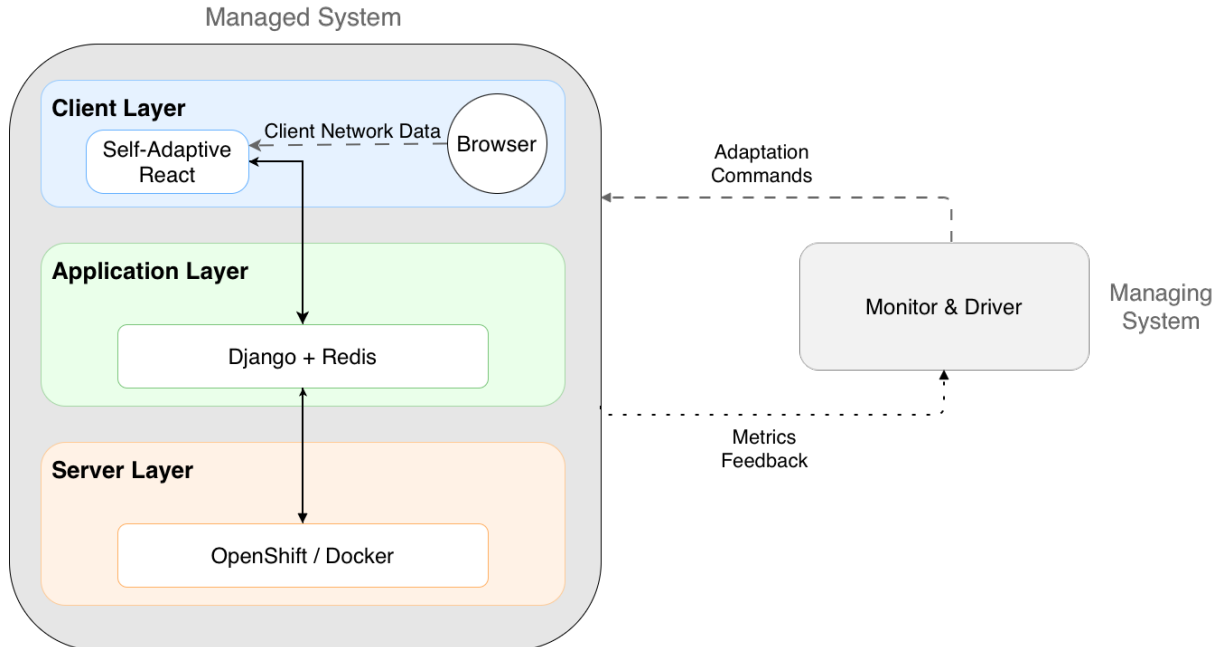 Managed System
Client Layer
Self-Adaptive
React
Client Network Data
Browser
Application Layer
Django + Redis
Server Layer
OpenShift / Docker
Adaptation
Commands
Monitor & Driver
Managing
System
Metrics
Feedback